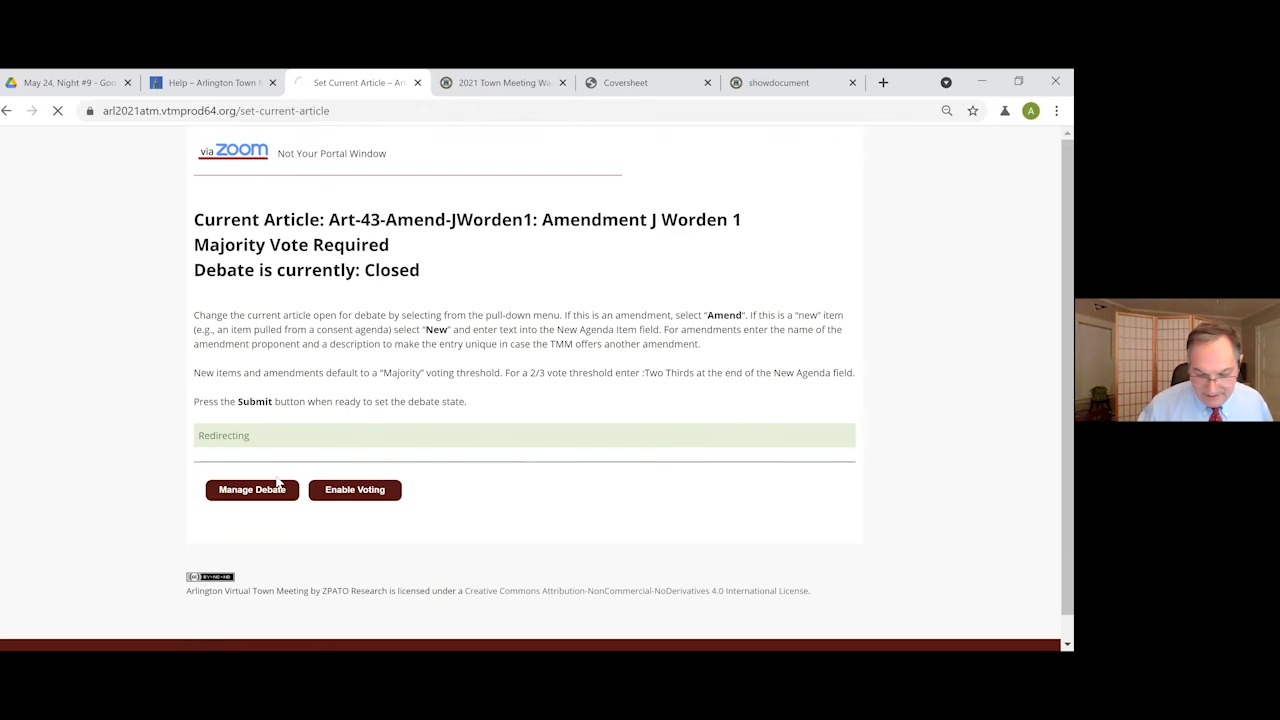 May 24, Night #9 - Goo
Help – Arlington Town
Set Current Article – Ar
2021 Town Meeting Wa
Coversheet
showdocument
arl2021atm.vtmprod64.org/set-current-article
A
via zoom
Not Your Portal Window
Current Article: Art-43-Amend-JWorden1: Amendment J Worden 1
Majority Vote Required
Debate is currently: Closed
Change the current article open for debate by selecting from the pull-down menu. If this is an amendment, select "Amend". If this is a "new" item
(e.g., an item pulled from a consent agenda) select "New" and enter text into the New Agenda Item field. For amendments enter the name of the
amendment proponent and a description to make the entry unique in case the TMM offers another amendment.
New items and amendments default to a "Majority" voting threshold. For a 2/3 vote threshold enter :Two Thirds at the end of the New Agenda field.
Press the Submit button when ready to set the debate state.
Redirecting
Manage Debate
Enable Voting
BY-NC-ND
Arlington Virtual Town Meeting by ZPATO Research is licensed under a Creative Commons Attribution-NonCommercial-NoDerivatives 4.0 International License.